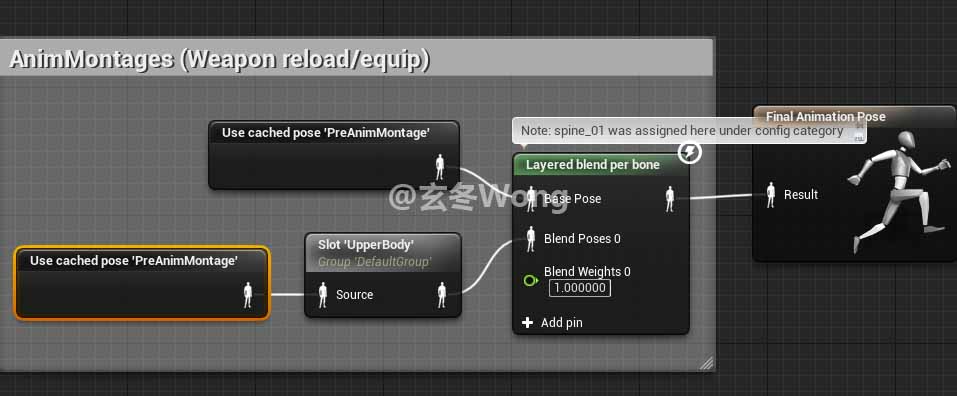 AnimMontages (Weapon reload/equip)
Use cached pose 'PreAnimMontage'
Note: spine_01 was assigned here under config category
Final Animation Pose
Layered blend per bone
@玄冬Wong
Base Pose
Result
Slot 'UpperBody'
Group 'DefaultGroup'
Blend Poses 0
Use cached pose 'PreAnimMontage'
Source
Blend Weights 0
1.000000
Add pin